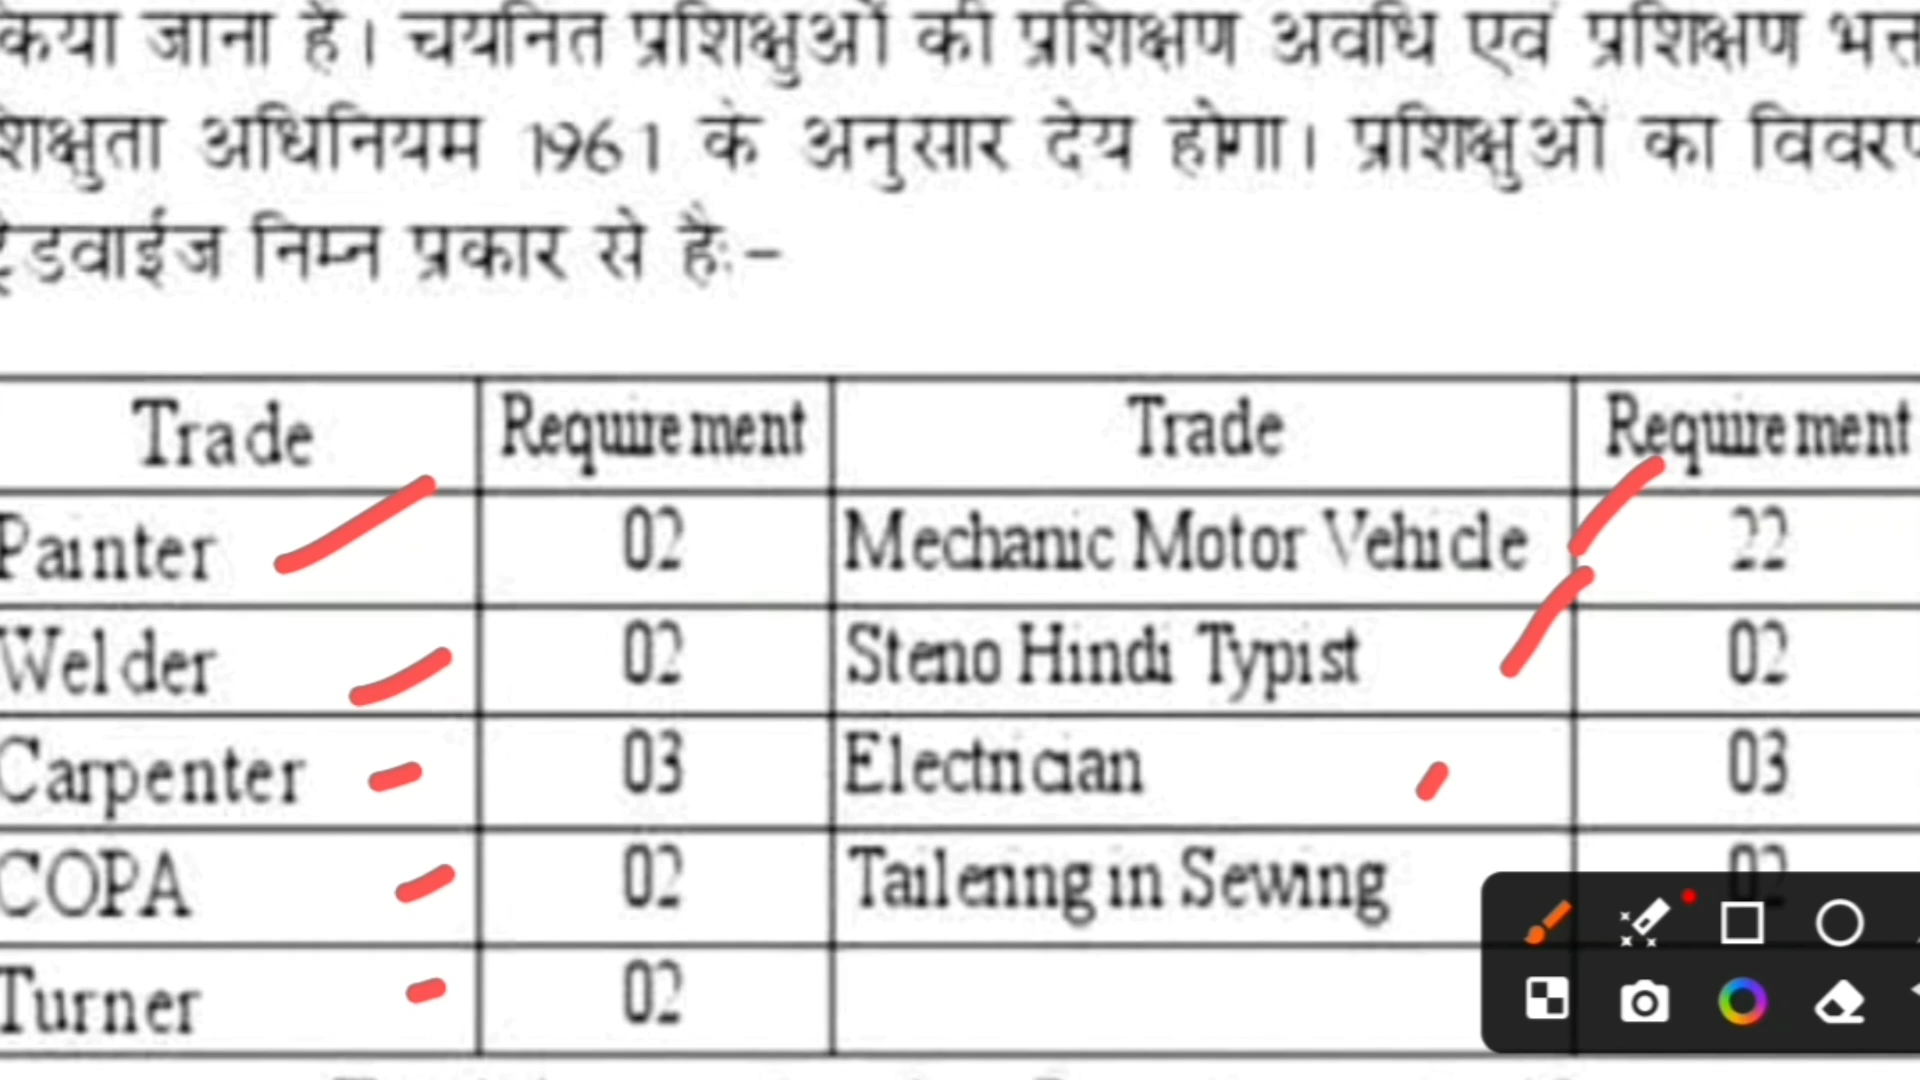 किया जाना है। चयनित प्रशिक्षुओं की प्रशिक्षण अवधि एवं प्रशिक्षण भत्त
शिक्षुता अधिनियम 1961 के अनुसार देय होगा। प्रशिक्षुओं का विवरण
ट्रेडवाईज निम्न प्रकार से हैः-
Trade Requirement Trade Requirement
Painter 02 Mechanic Motor Vehicle 22
Welder 02 Steno Hindi Typist 02
Carpenter 03 Electrician 03
COPA 02 Tailering in Sewing 02
Turner 02